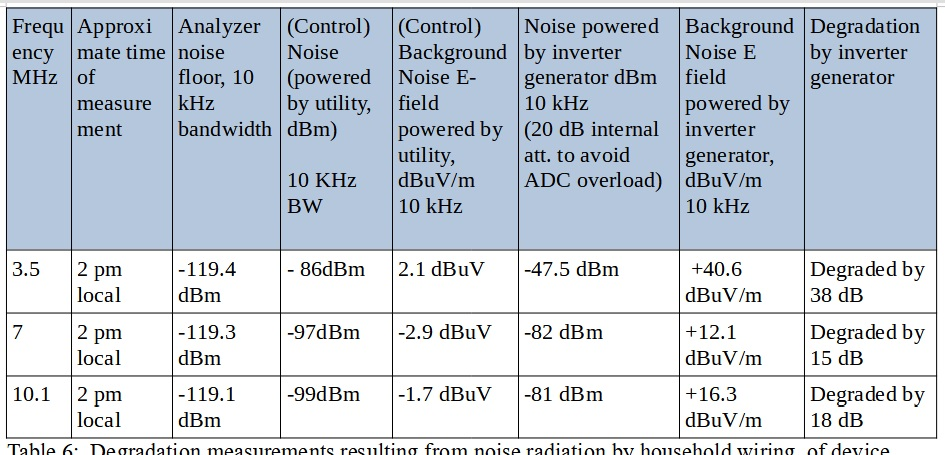 Frequ
ency
MHz
Approxi
mate time
of
measure
ment
Analyzer
noise
floor, 10
kHz
bandwidth
(Control)
Noise
(powered
by utility,
dBm)
10 KHz
BW
(Control)
Background
Noise E-
field
powered by
utility,
dBuV/m
10 kHz
Noise powered
by inverter
generator dBm
10 kHz
(20 dB internal
att. to avoid
ADC overload)
Background
Noise E
field
powered by
inverter
generator,
dBuV/m
10 kHz
Degradation
by inverter
generator
3.5
2 pm
local
-119.4
dBm
- 86dBm
2.1 dBuV
-47.5 dBm
+40.6
dBuV/m
Degraded by
38 dB
7
2 pm
local
-119.3
dBm
-97dBm
-2.9 dBuV
-82 dBm
+12.1
dBuV/m
Degraded by
15 dB
10.1
2 pm
local
-119.1
dBm
-99dBm
-1.7 dBuV
-81 dBm
+16.3
dBuV/m
Degraded by
18 dB
Table 6: Degradation measurements resulting from noise radiation by household wiring, of device